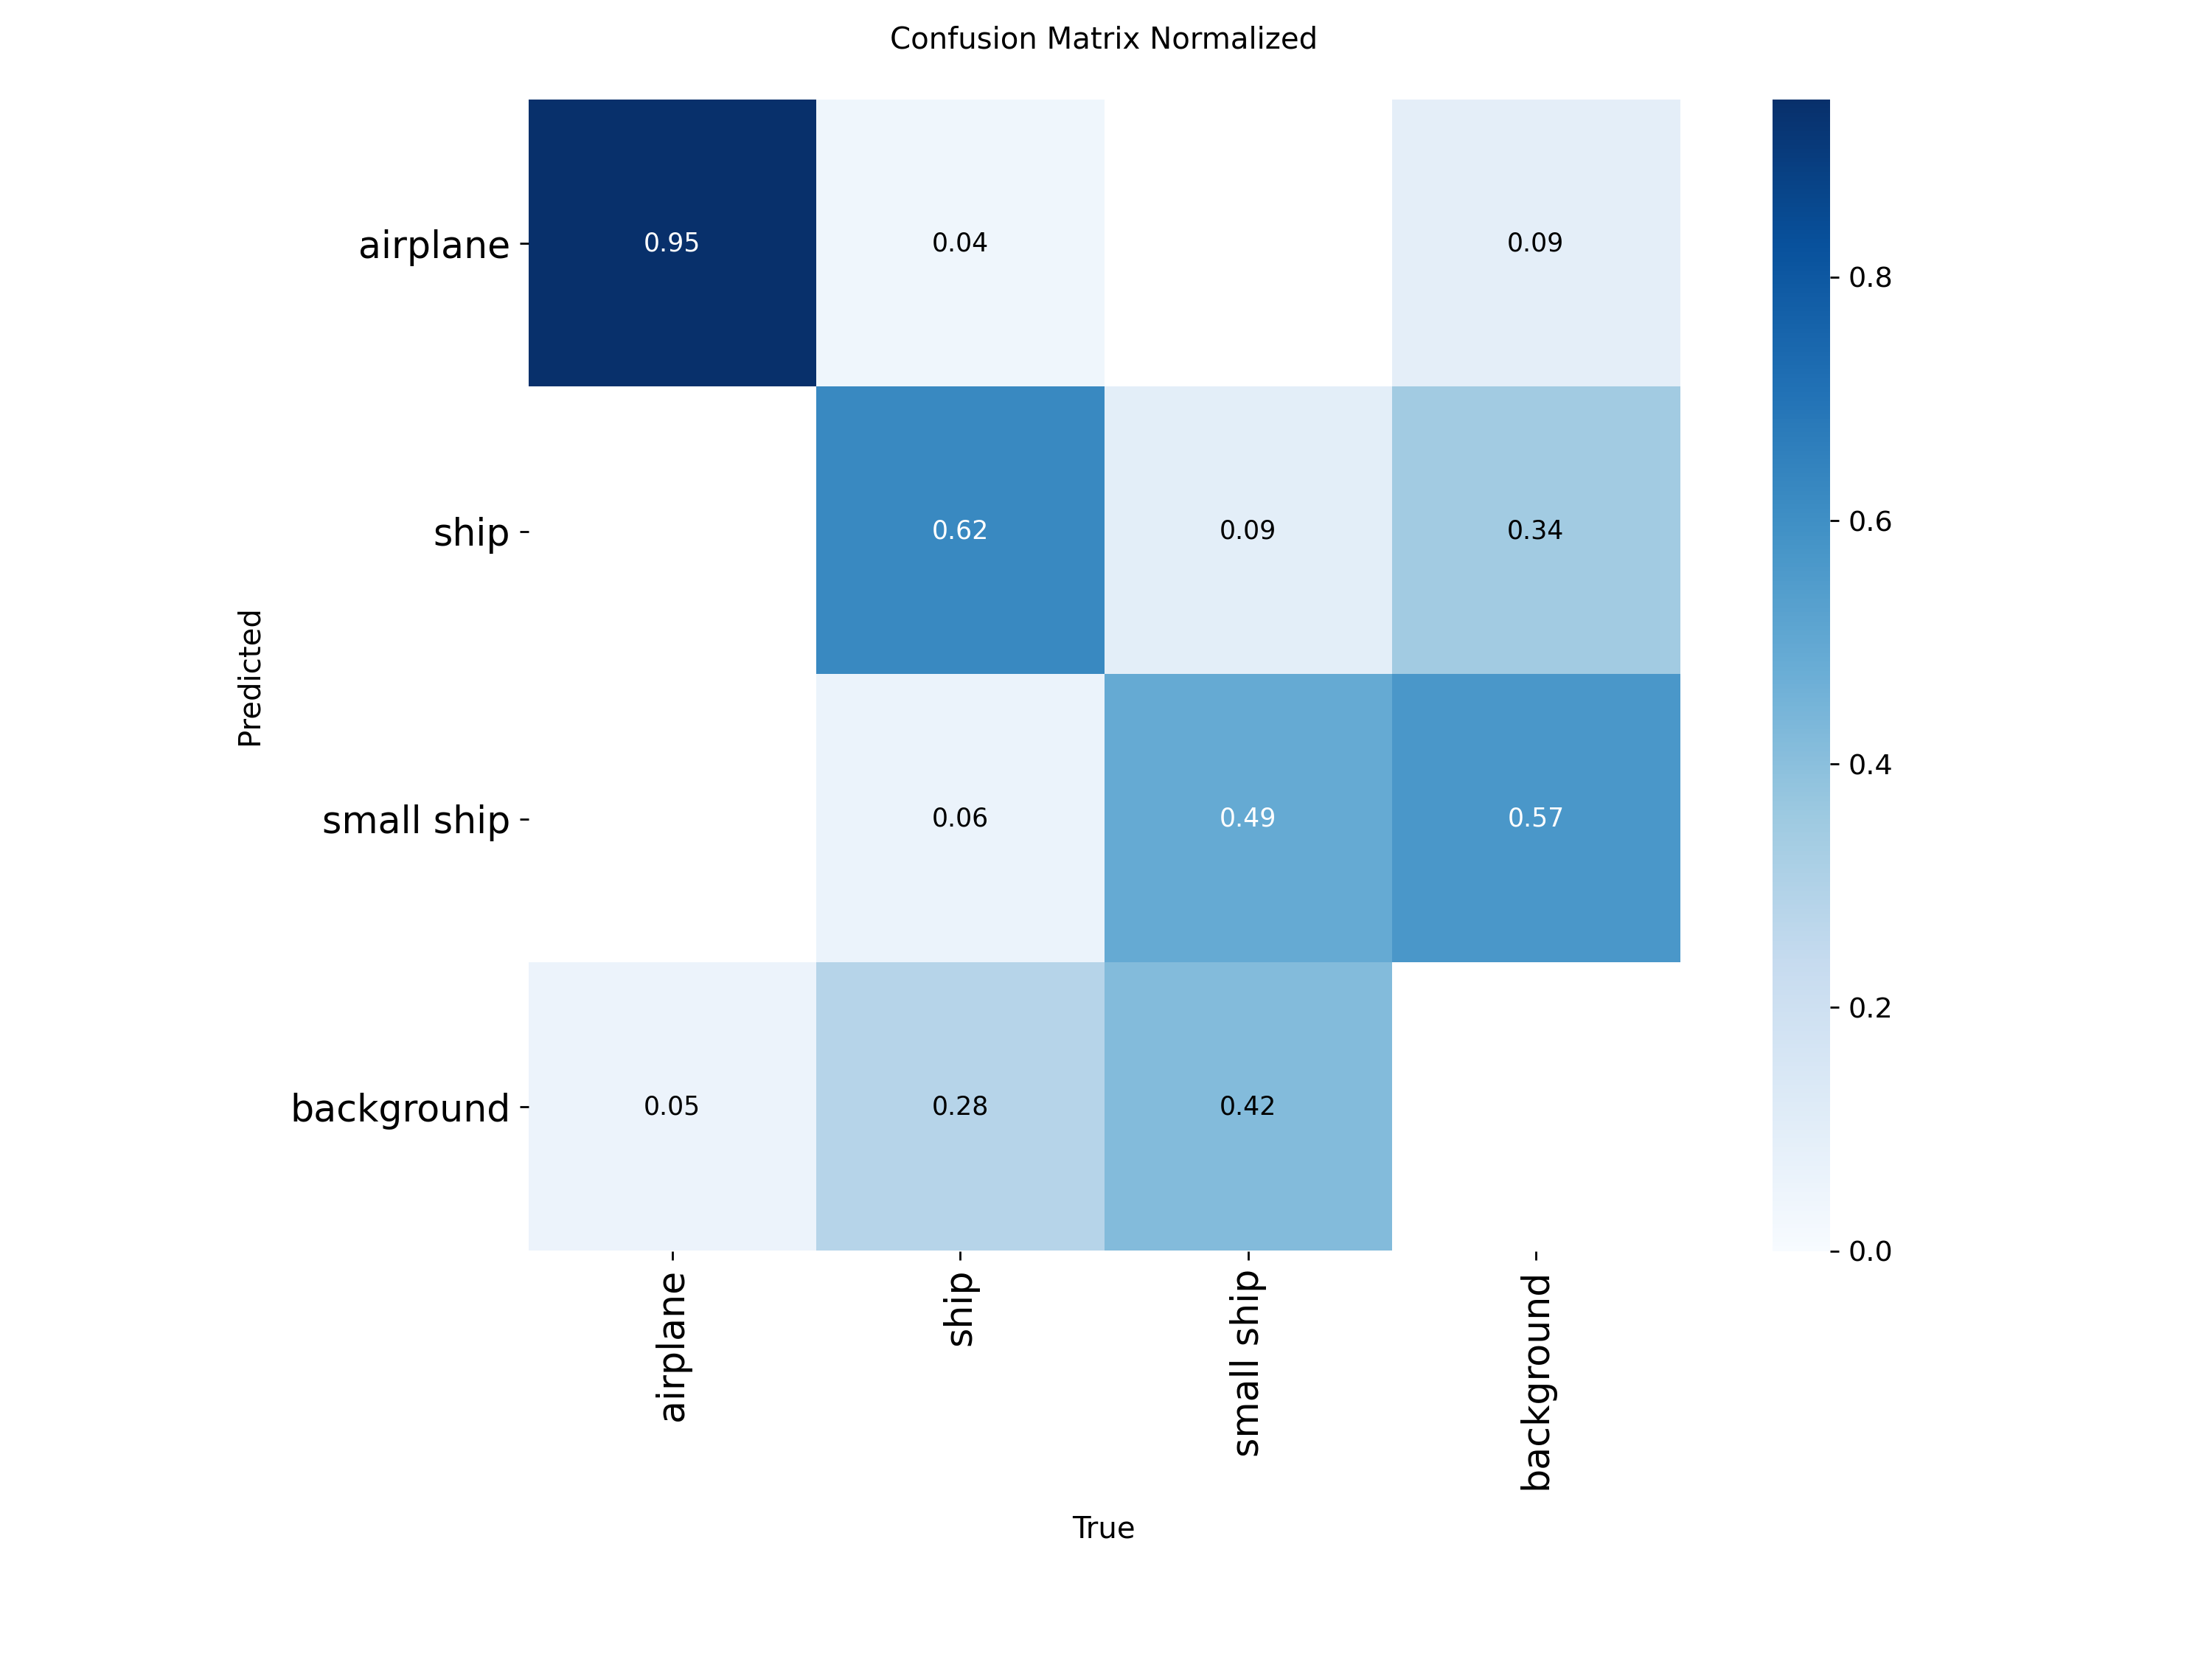 Confusion Matrix Normalized
airplane
0.95
0.04
0.09
ship
0.62
0.09
0.34
small ship
0.06
0.49
0.57
background
0.05
0.28
0.42
Predicted
airplane
ship
small ship
background
True
0.8
0.6
0.4
0.2
0.0